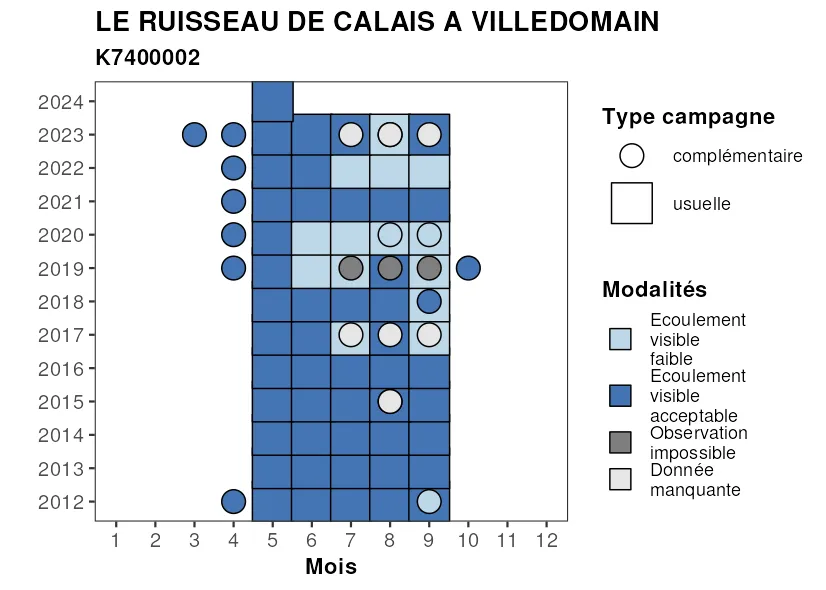 LE RUISSEAU DE CALAIS A VILLEDOMAIN
K7400002
2024
2023
2022
2021
2020
2019
2018
2017
2016
2015
2014
2013
2012
1 2 3 4 5 6 7 8 9 10 11 12
Mois
Type campagne
complémentaire
usuelle
Modalités
Ecoulement
visible
faible
Ecoulement
visible
acceptable
Observation
impossible
Donnée
manquante